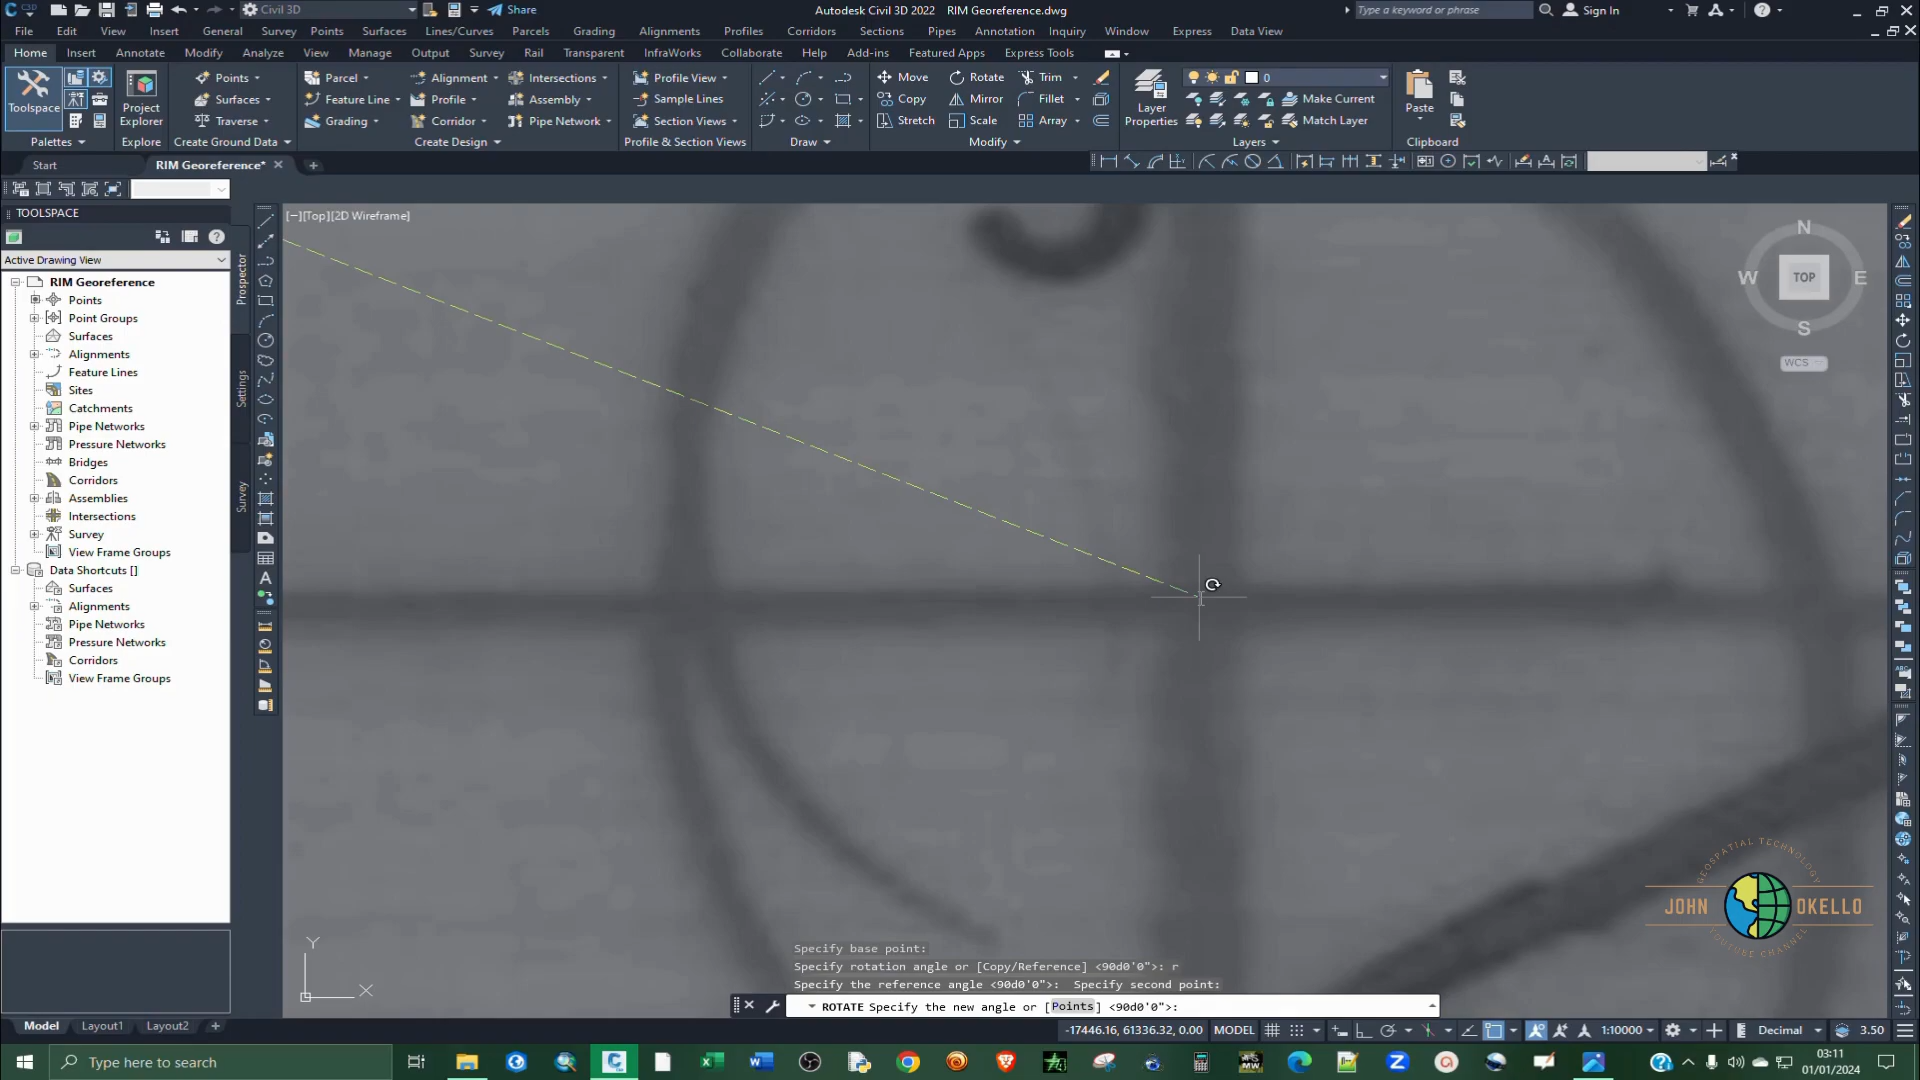 C3D
Civil 3D
Share
Autodesk Civil 3D 2022 RIM Georeference.dwg
Type a keyword or phrase
Sign In
File Edit View Insert General Survey Points Surfaces Lines/Curves Parcels Grading Alignments Profiles Corridors Sections Pipes Annotation Inquiry Window Express Data View
Home Insert Annotate Modify Analyze View Manage Output Survey Rail Transparent InfraWorks Collaborate Help Add-ins Featured Apps Express Tools
Points Parcel Alignment Intersections Profile View Move Rotate Trim 0
Toolspace Project Explorer Surfaces Feature Line Profile Assembly Sample Lines Copy Mirror Fillet Layer Properties Make Current Paste
Traverse Grading Corridor Pipe Network Section Views Stretch Scale Array Match Layer
Palettes Explore Create Ground Data Create Design Profile & Section Views Draw Modify Layers Clipboard
Start RIM Georeference*
TOOLSPACE
[−][Top][2D Wireframe]
Active Drawing View
RIM Georeference
Points
Point Groups
Surfaces
Alignments
Feature Lines
Sites
Catchments
Pipe Networks
Pressure Networks
Bridges
Corridors
Assemblies
Intersections
Survey
View Frame Groups
Data Shortcuts []
Surfaces
Alignments
Pipe Networks
Pressure Networks
Corridors
View Frame Groups
Prospector
Settings
Survey
N
W TOP E
S
WCS
GEOSPATIAL TECHNOLOGY
JOHN OKELLO
YOUTUBE CHANNEL
Y
X
Specify base point:
Specify rotation angle or [Copy/Reference] <90d0'0">: r
Specify the reference angle <90d0'0">: Specify second point:
ROTATE Specify the new angle or [Points] <90d0'0">:
Model Layout1 Layout2
-17446.16, 61336.32, 0.00 MODEL 1:10000 Decimal 3.50
Type here to search
03:11
01/01/2024